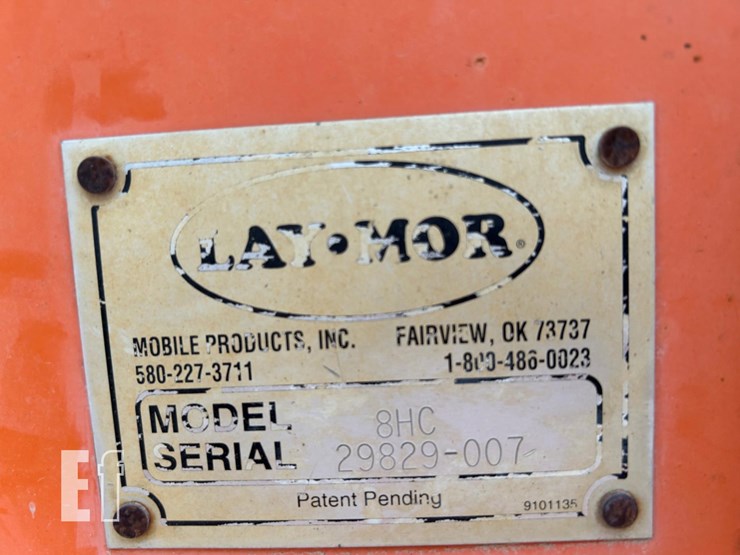 LAY•MOR®
MOBILE PRODUCTS, INC. FAIRVIEW, OK 73737
580-227-3711 1-800-486-0023
MODEL 8HC
SERIAL 29829-007
Patent Pending 9101135
Ef